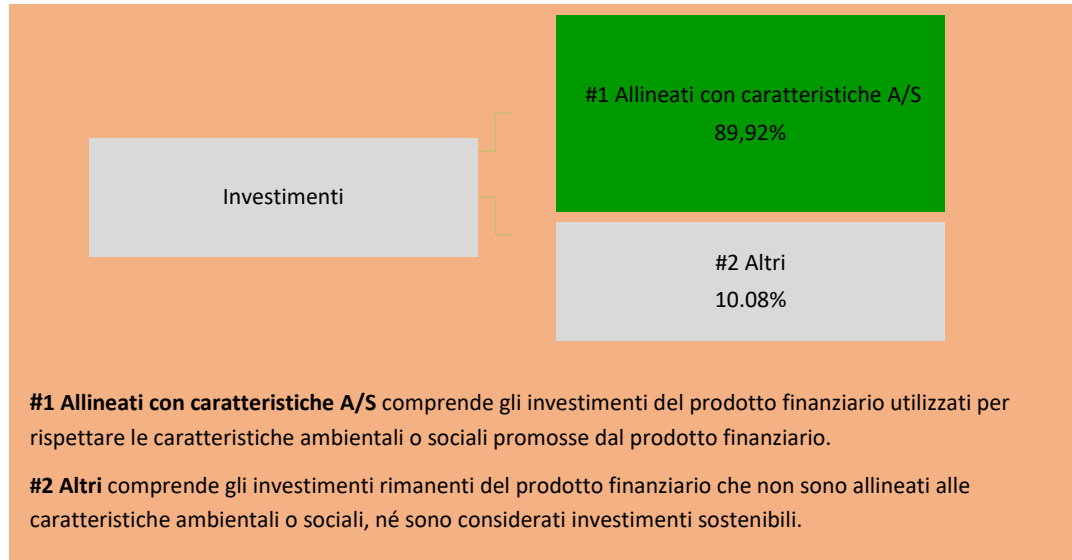 #1 Allineati con caratteristiche A/S
89,92%
Investimenti
#2 Altri
10.08%
#1 Allineati con caratteristiche A/S comprende gli investimenti del prodotto finanziario utilizzati per
rispettare le caratteristiche ambientali o sociali promosse dal prodotto finanziario.
#2 Altri comprende gli investimenti rimanenti del prodotto finanziario che non sono allineati alle
caratteristiche ambientali o sociali, né sono considerati investimenti sostenibili.